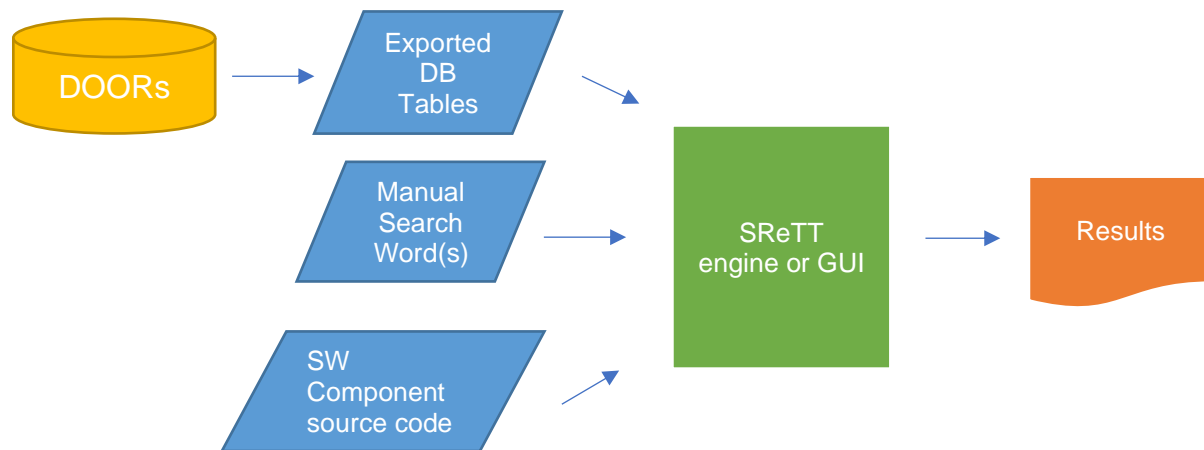 DOORs
Exported
DB
Tables
Manual
Search
Word(s)
SW
Component
source code
SReTT
engine or GUI
Results